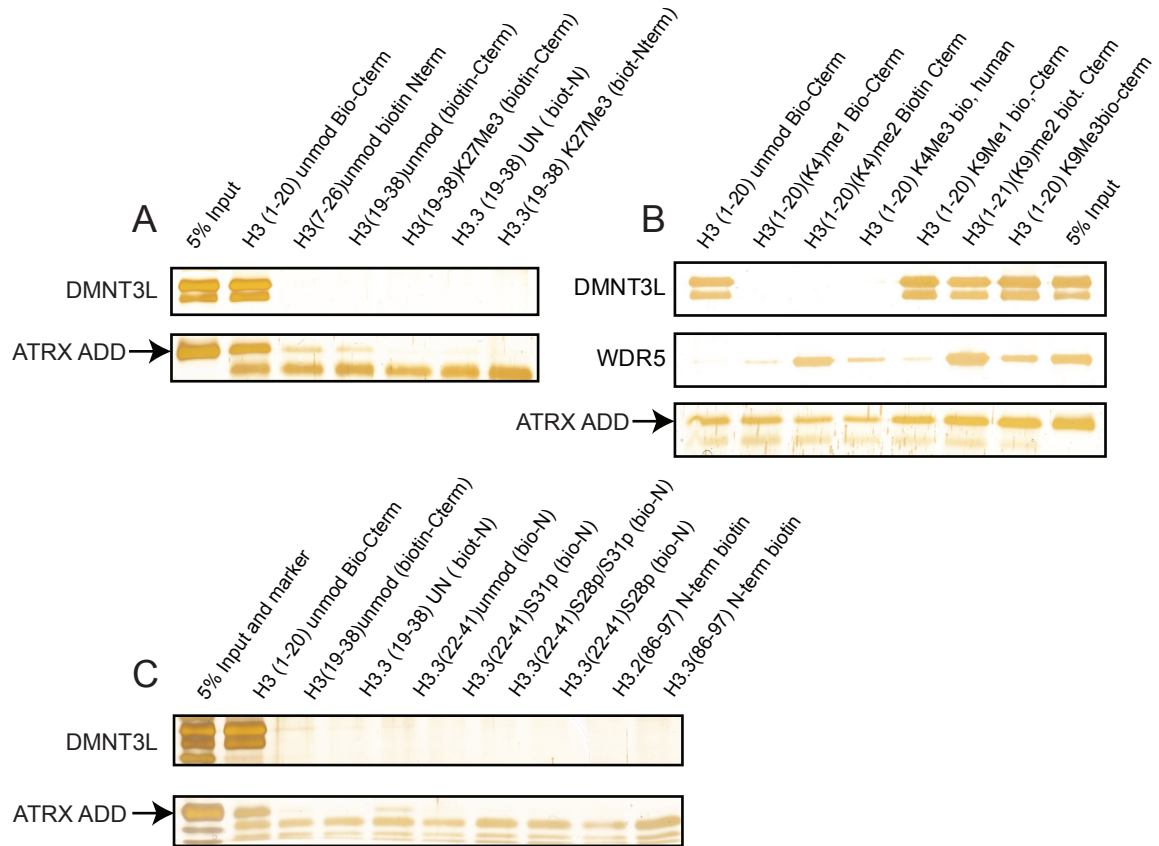 A
5% Input
H3 (1-20) unmod Bio-Cterm
H3(7-26)unmod biotin Nterm
H3(19-38)unmod (biotin-Cterm)
H3(19-38)K27Me3 (biotin-Cterm)
H3.3 (19-38) UN ( biot-N)
H3.3(19-38) K27Me3 (biot-Nterm)
DMNT3L
ATRX ADD
B
H3 (1-20) unmod Bio-Cterm
H3(1-20)(K4)me1 Bio-Cterm
H3(1-20)(K4)me2 Biotin Cterm
H3 (1-20) K4Me3 bio, human
H3 (1-20) K9Me1 bio,-Cterm
H3(1-21)(K9)me2 biot. Cterm
H3 (1-20) K9Me3bio-cterm
5% Input
DMNT3L
WDR5
ATRX ADD
C
5% Input and marker
H3 (1-20) unmod Bio-Cterm
H3(19-38)unmod (biotin-Cterm)
H3.3 (19-38) UN ( biot-N)
H3.3(22-41)unmod (bio-N)
H3.3(22-41)S31p (bio-N)
H3.3(22-41)S28p/S31p (bio-N)
H3.3(22-41)S28p (bio-N)
H3.2(86-97) N-term biotin
H3.3(86-97) N-term biotin
DMNT3L
ATRX ADD